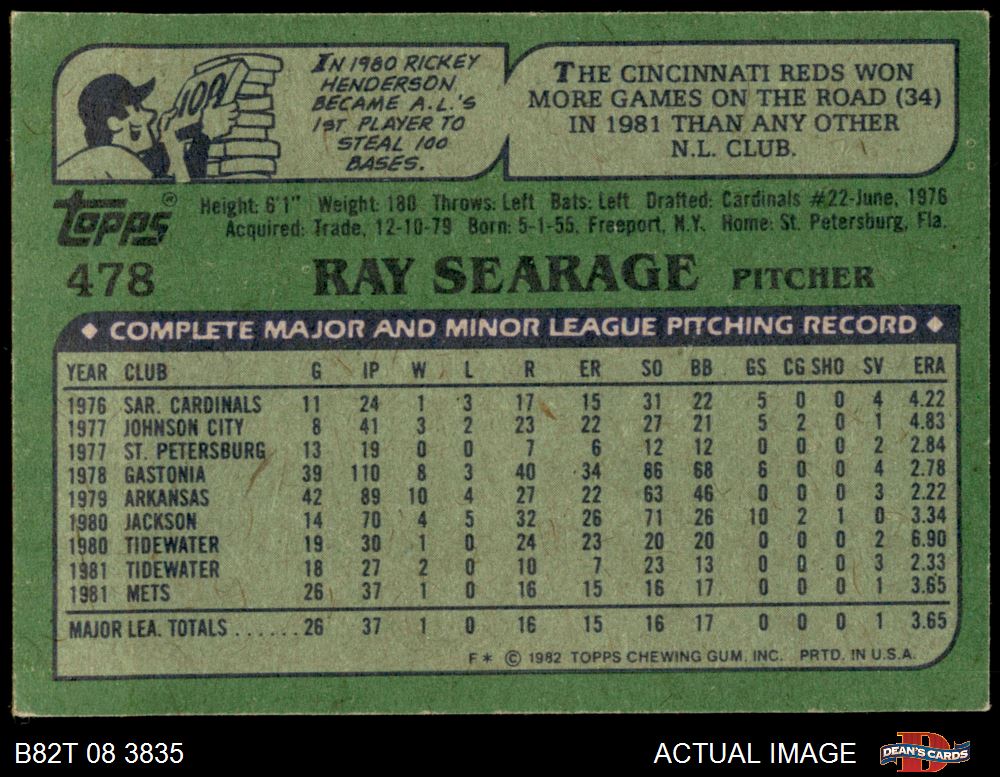 1001
IN 1980 RICKEY
HENDERSON
BECAME A.L.'S
1ST PLAYER TO
STEAL 100
BASES.
THE CINCINNATI REDS WON
MORE GAMES ON THE ROAD (34)
IN 1981 THAN ANY OTHER
N.L. CLUB.
topps®
Height: 6'1" Weight: 180 Throws: Left Bats: Left Drafted: Cardinals #22-June, 1976
Acquired: Trade, 12-10-79 Born: 5-1-55, Freeport, N.Y. Home: St. Petersburg, Fla.
478 RAY SEARAGE PITCHER
◆ COMPLETE MAJOR AND MINOR LEAGUE PITCHING RECORD ◆
YEAR CLUB G IP W L R ER SO BB GS CG SHO SV ERA
1976 SAR. CARDINALS 11 24 1 3 17 15 31 22 5 0 0 4 4.22
1977 JOHNSON CITY 8 41 3 2 23 22 27 21 5 2 0 1 4.83
1977 ST. PETERSBURG 13 19 0 0 7 6 12 12 0 0 0 2 2.84
1978 GASTONIA 39 110 8 3 40 34 86 68 6 0 0 4 2.78
1979 ARKANSAS 42 89 10 4 27 22 63 46 0 0 0 3 2.22
1980 JACKSON 14 70 4 5 32 26 71 26 10 2 1 0 3.34
1980 TIDEWATER 19 30 1 0 24 23 20 20 0 0 0 2 6.90
1981 TIDEWATER 18 27 2 0 10 7 23 13 0 0 0 3 2.33
1981 METS 26 37 1 0 16 15 16 17 0 0 0 1 3.65
MAJOR LEA. TOTALS ...... 26 37 1 0 16 15 16 17 0 0 0 1 3.65
F* © 1982 TOPPS CHEWING GUM, INC. PRTD. IN U.S.A.
B82T 08 3835 ACTUAL IMAGE D DEAN'S CARDS